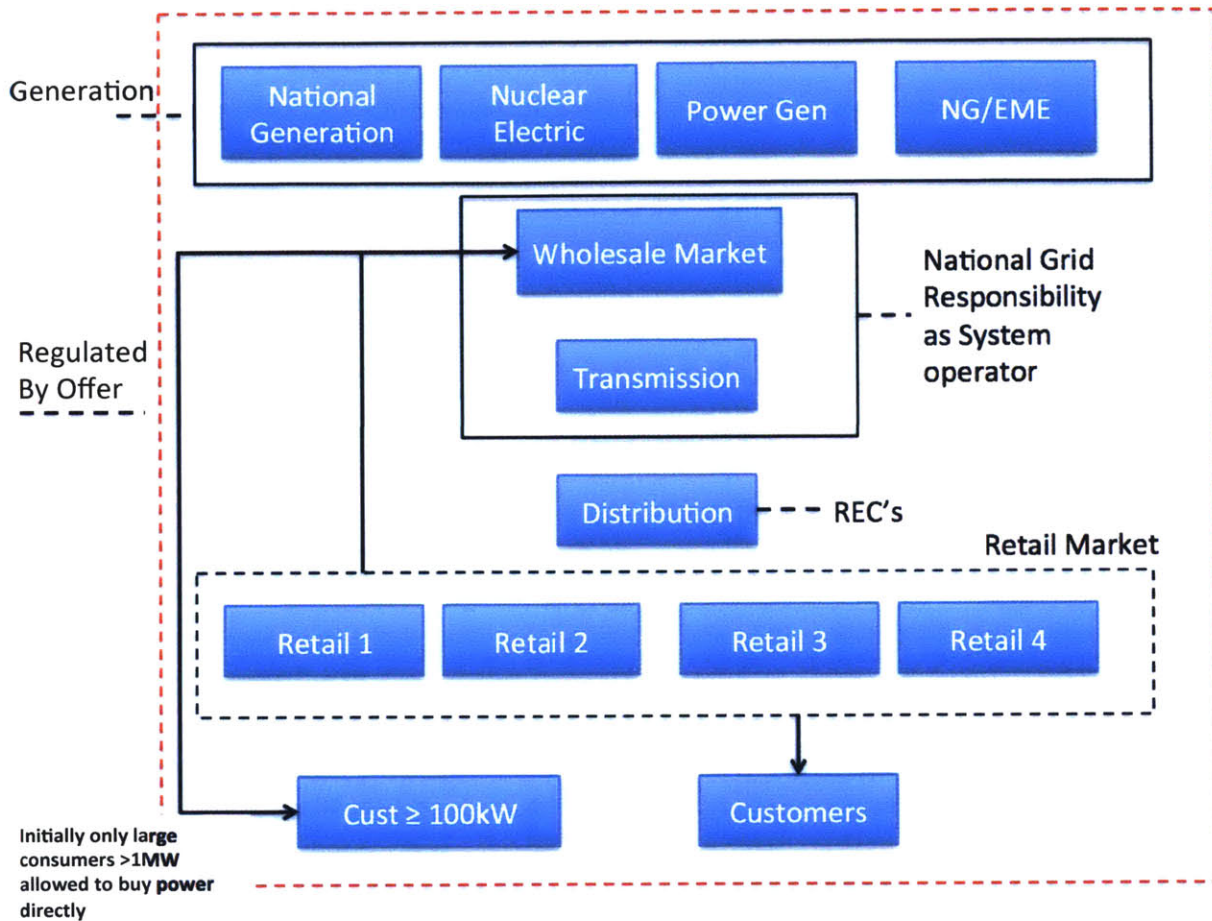 Generation
National
Generation
Nuclear
Electric
Power Gen
NG/EME
Wholesale Market
National Grid
Responsibility
as System
operator
Regulated
By Offer
Transmission
Distribution
REC's
Retail Market
Retail 1
Retail 2
Retail 3
Retail 4
Cust ≥ 100kW
Customers
Initially only large
consumers >1MW
allowed to buy power
directly